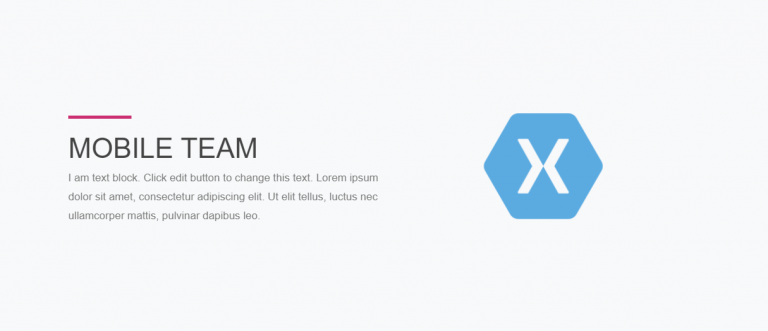 MOBILE TEAM
I am text block. Click edit button to change this text. Lorem ipsum
dolor sit amet, consectetur adipiscing elit. Ut elit tellus, luctus nec
ullamcorper mattis, pulvinar dapibus leo.
X